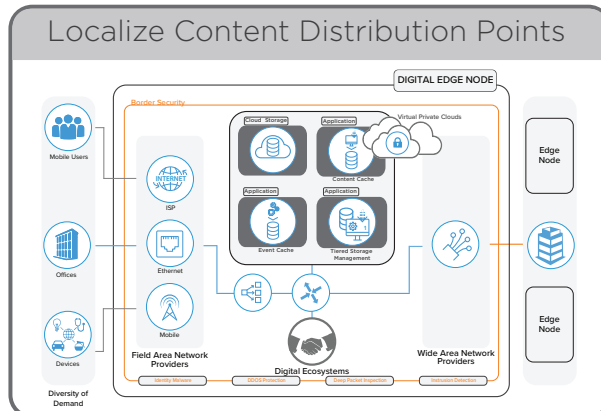 Localize Content Distribution Points
DIGITAL EDGE NODE
Border Security
Cloud Storage
Application
Virtual Private Clouds
Content Cache
Application
Application
Event Cache
Tiered Storage
Management
Mobile Users
INTERNET
ISP
Offices
Ethernet
Devices
Mobile
Diversity of
Demand
Field Area Network
Providers
Digital Ecosystems
Wide Area Network
Providers
Identity Malware
DDOS Protection
Deep Packet Inspection
Instrusion Detection
Edge
Node
Edge
Node